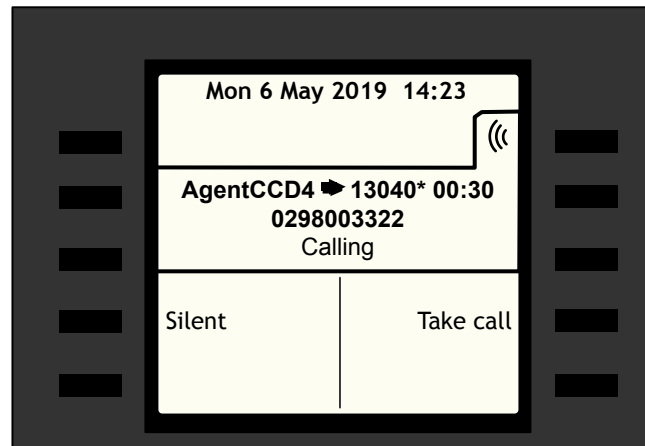 Mon 6 May 2019 14:23
AgentCCD4 ➨ 13040* 00:30
0298003322
Calling
Silent
Take call